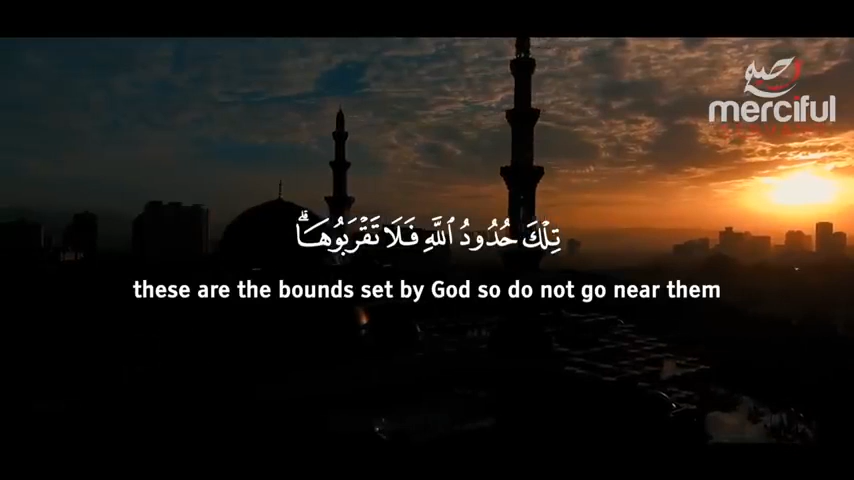 merciful
تِلْكَ حُدُودُ ٱللَّهِ فَلَا تَقْرَبُوهَا ۗ
these are the bounds set by God so do not go near them